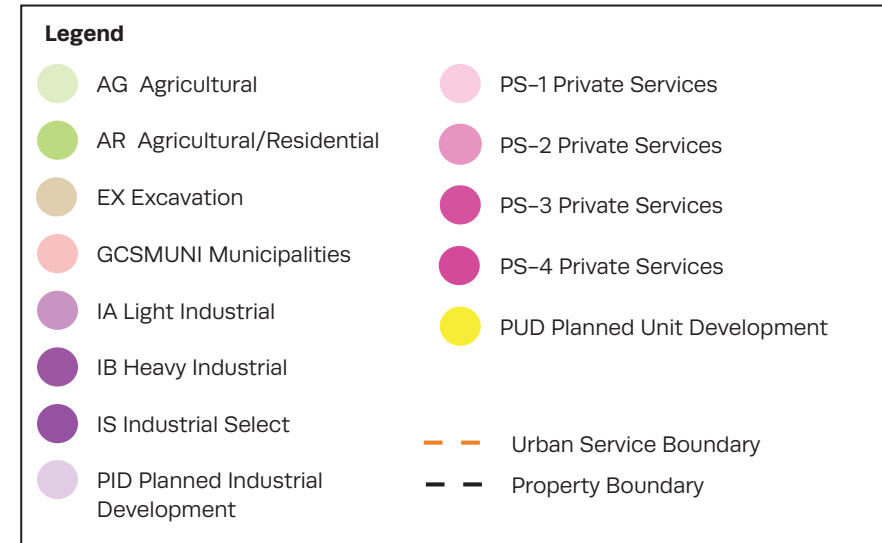 Legend
AG Agricultural
AR Agricultural/Residential
EX Excavation
GCSMUNI Municipalities
IA Light Industrial
IB Heavy Industrial
IS Industrial Select
PID Planned Industrial
Development
PS-1 Private Services
PS-2 Private Services
PS-3 Private Services
PS-4 Private Services
PUD Planned Unit Development
Urban Service Boundary
Property Boundary